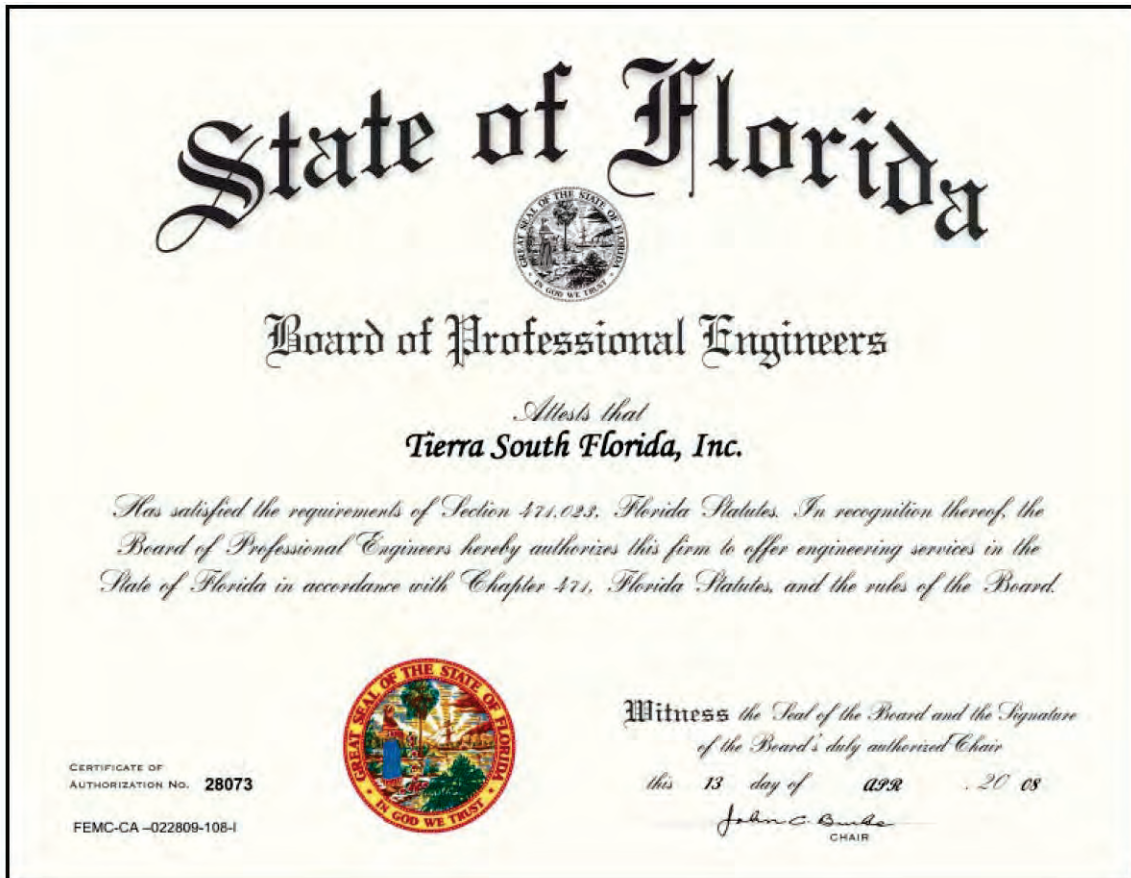 State of Florida
GREAT SEAL OF THE STATE OF FLORIDA
IN GOD WE TRUST
Board of Professional Engineers
Attests that
Tierra South Florida, Inc.
Has satisfied the requirements of Section 471.023, Florida Statutes. In recognition thereof, the
Board of Professional Engineers hereby authorizes this firm to offer engineering services in the
State of Florida in accordance with Chapter 471, Florida Statutes, and the rules of the Board.
GREAT SEAL OF THE STATE OF FLORIDA
IN GOD WE TRUST
Witness the Seal of the Board and the Signature
of the Board's duly authorized Chair
this 13 day of APR . 20 08
John C. Burke
CHAIR
CERTIFICATE OF
AUTHORIZATION No. 28073
FEMC-CA –022809-108-I